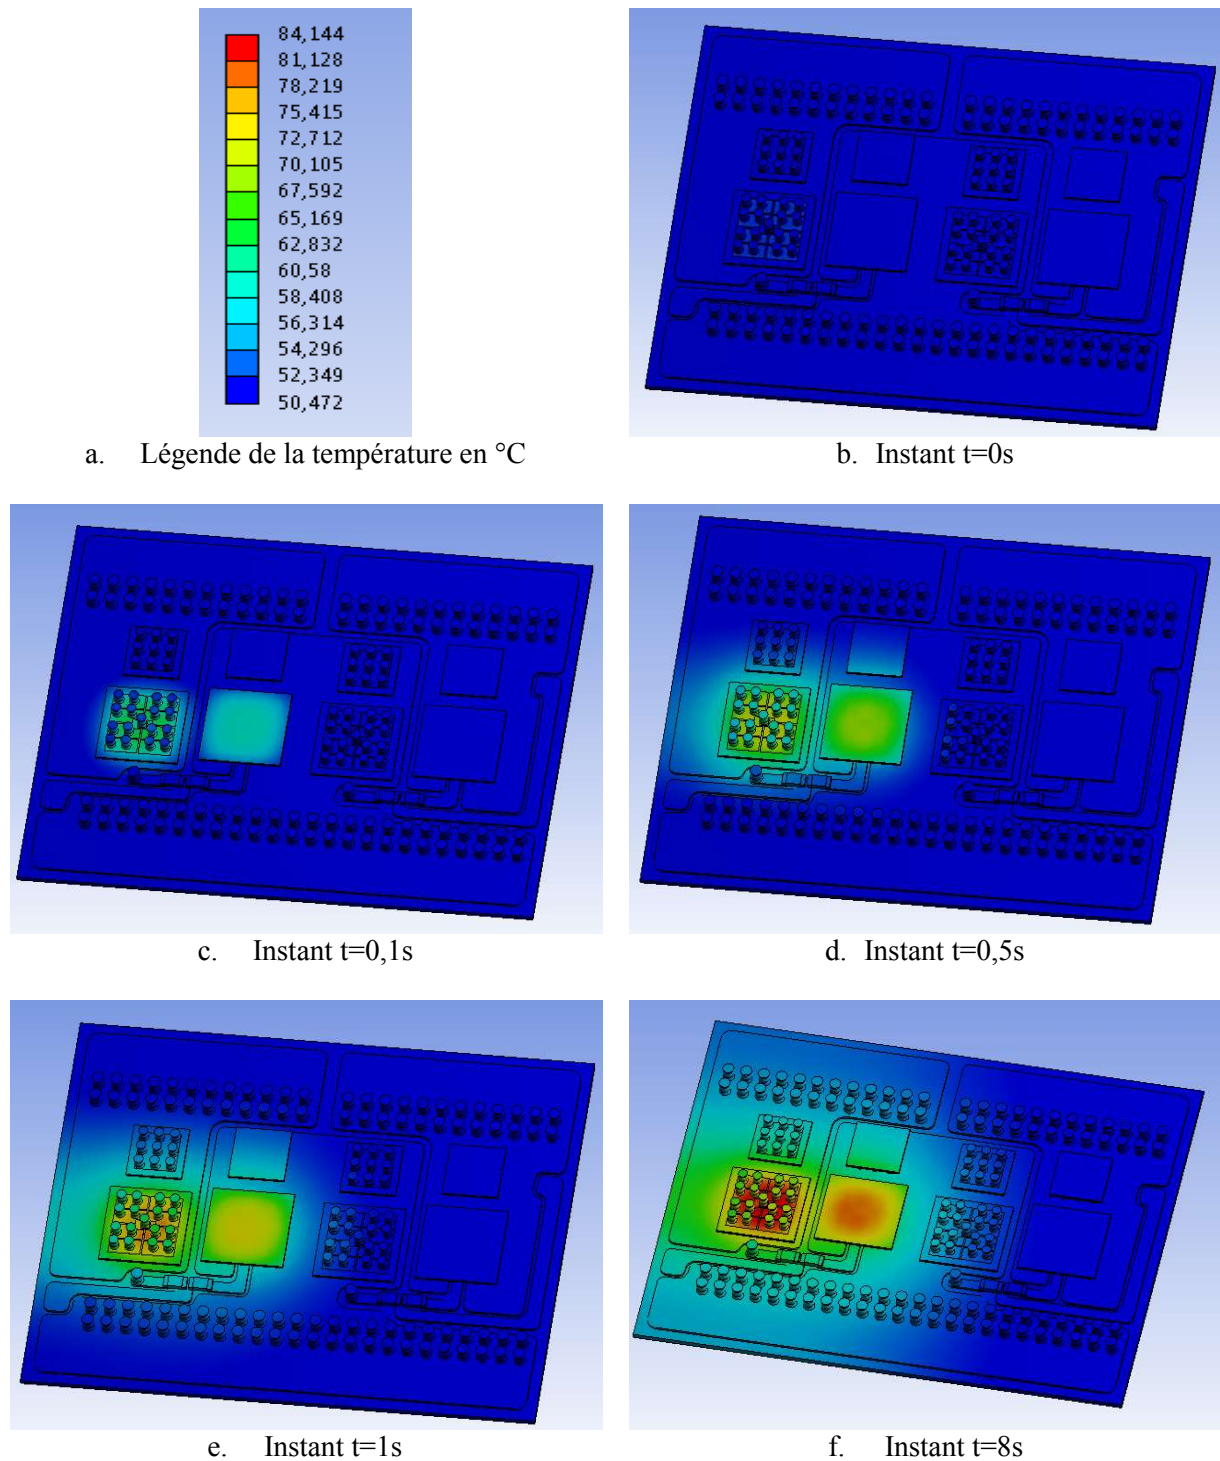 84,144
81,128
78,219
75,415
72,712
70,105
67,592
65,169
62,832
60,58
58,408
56,314
54,296
52,349
50,472
a. Légende de la température en °C
b. Instant t=0s
c. Instant t=0,1s
d. Instant t=0,5s
e. Instant t=1s
f. Instant t=8s